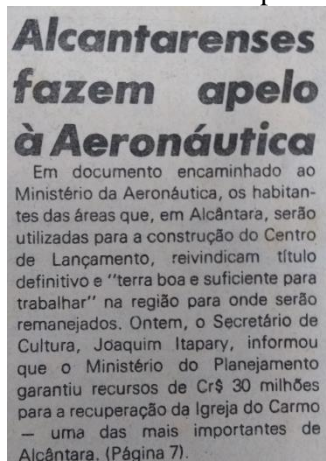 Alcantarenses
fazem apelo
à Aeronáutica
Em documento encaminhado ao
Ministério da Aeronáutica, os habitan-
tes das áreas que, em Alcântara, serão
utilizadas para a construção do Centro
de Lançamento, reivindicam título
definitivo e "terra boa e suficiente para
trabalhar" na região para onde serão
remanejados. Ontem, o Secretário de
Cultura, Joaquim Itapary, informou
que o Ministério do Planejamento
garantiu recursos de Cr$ 30 milhões
para a recuperação da Igreja do Carmo
— uma das mais importantes de
Alcântara. (Página 7).